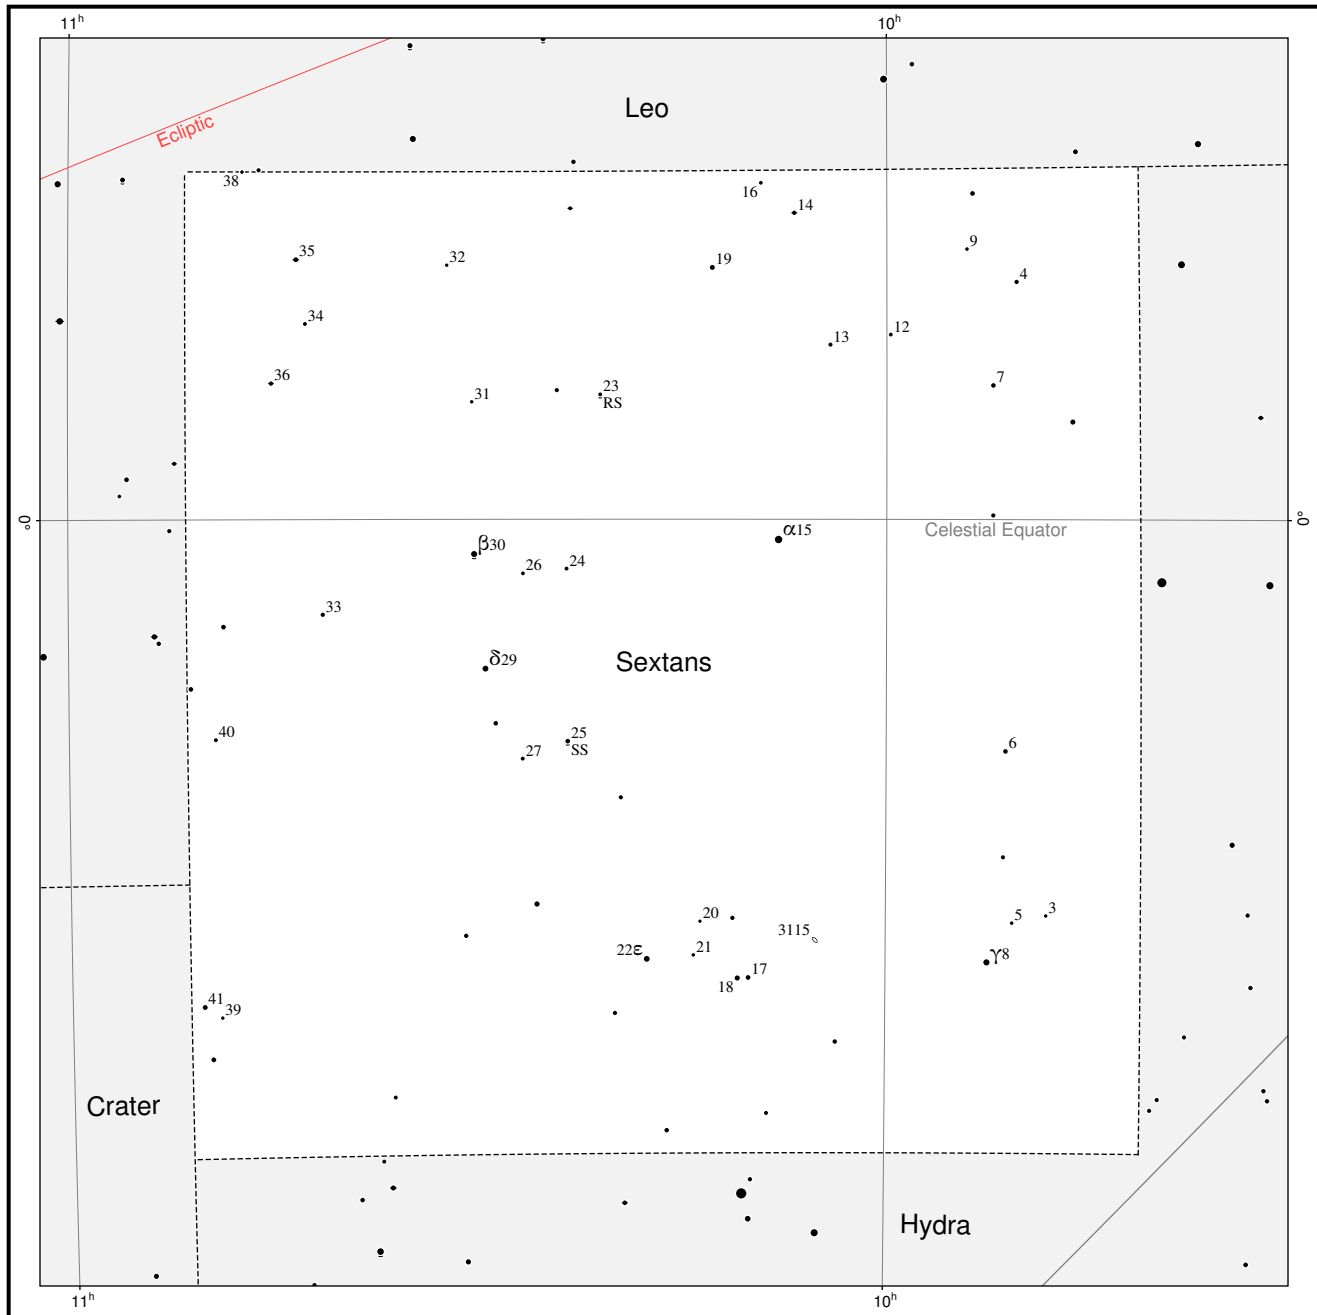 11h
10h
Leo
Ecliptic
38
16
14
35
32
19
9
4
34
13
12
36
31
23
RS
7
0°
0°
α15
β30
Celestial Equator
26
24
33
Sextans
δ29
40
25
SS
27
6
20
3115
5
3
22ε
21
γ8
17
18
41
39
Crater
Hydra
11h
10h